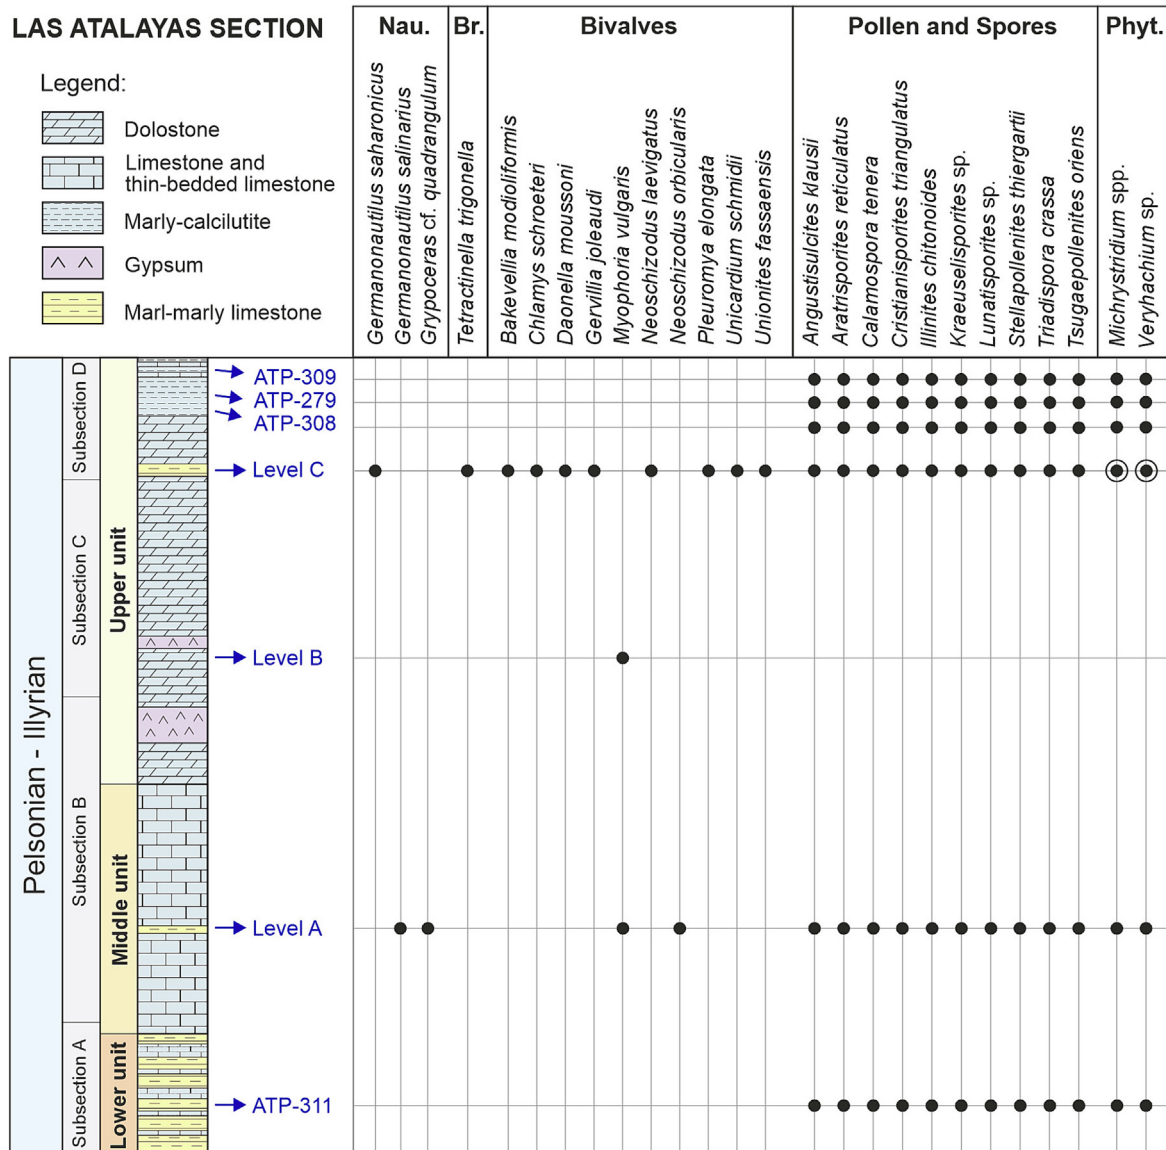 LAS ATALAYAS SECTION
Legend:
Dolostone
Limestone and
thin-bedded limestone
Marly-calcilutite
Gypsum
Marl-marly limestone
Nau.
Br.
Bivalves
Pollen and Spores
Phyt.
Germanonautilus saharonicus
Germanonautilus salinarius
Grypoceras cf. quadrangulum
Tetractinella trigonella
Bakevellia modioliformis
Chlamys schroeteri
Daonella moussoni
Gervillia joleaudi
Myophoria vulgaris
Neoschizodus laevigatus
Neoschizodus orbicularis
Pleuromya elongata
Unicardium schmidii
Unionites fassaensis
Angustisulcites klausii
Aratrisporites reticulatus
Calamospora tenera
Cristianisporites triangulatus
Illinites chitonoides
Kraeuselisporites sp.
Lunatisporites sp.
Stellapollenites thiergartii
Triadispora crassa
Tsugaepollenites oriens
Michrystridium spp.
Veryhachium sp.
Pelsonian - Illyrian
Subsection D
Subsection C
Subsection B
Subsection A
Upper unit
Middle unit
Lower unit
ATP-309
ATP-279
ATP-308
Level C
Level B
Level A
ATP-311